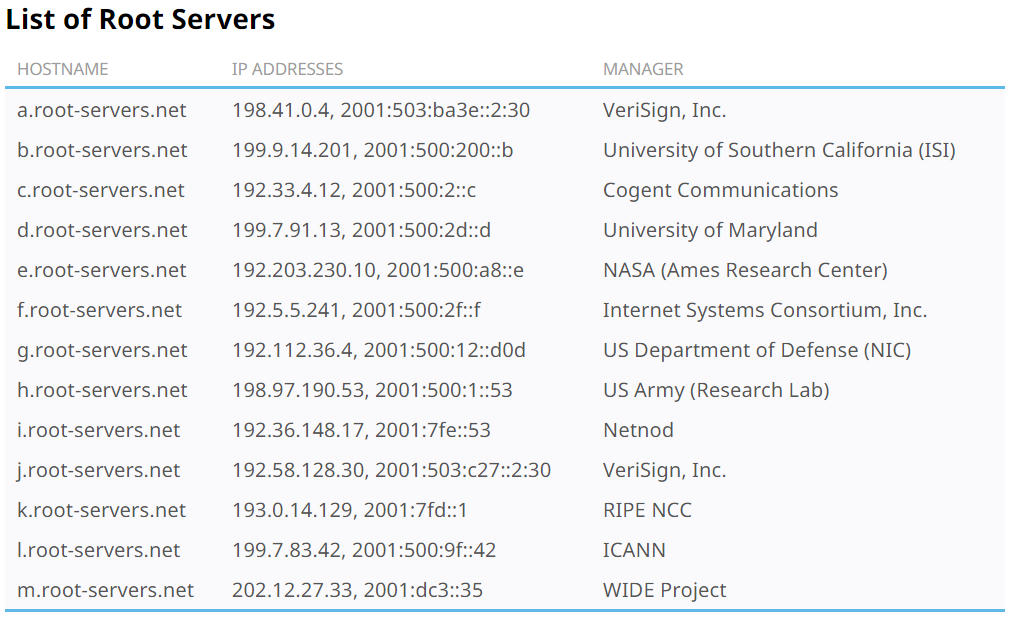 List of Root Servers
HOSTNAME IP ADDRESSES MANAGER
a.root-servers.net 198.41.0.4, 2001:503:ba3e::2:30 VeriSign, Inc.
b.root-servers.net 199.9.14.201, 2001:500:200::b University of Southern California (ISI)
c.root-servers.net 192.33.4.12, 2001:500:2::c Cogent Communications
d.root-servers.net 199.7.91.13, 2001:500:2d::d University of Maryland
e.root-servers.net 192.203.230.10, 2001:500:a8::e NASA (Ames Research Center)
f.root-servers.net 192.5.5.241, 2001:500:2f::f Internet Systems Consortium, Inc.
g.root-servers.net 192.112.36.4, 2001:500:12::d0d US Department of Defense (NIC)
h.root-servers.net 198.97.190.53, 2001:500:1::53 US Army (Research Lab)
i.root-servers.net 192.36.148.17, 2001:7fe::53 Netnod
j.root-servers.net 192.58.128.30, 2001:503:c27::2:30 VeriSign, Inc.
k.root-servers.net 193.0.14.129, 2001:7fd::1 RIPE NCC
l.root-servers.net 199.7.83.42, 2001:500:9f::42 ICANN
m.root-servers.net 202.12.27.33, 2001:dc3::35 WIDE Project